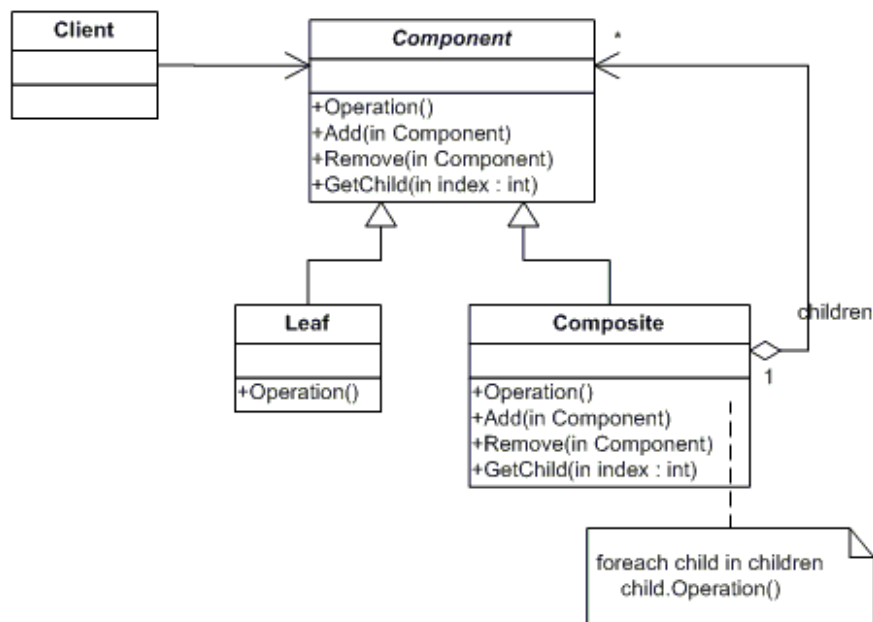 Client
Component
*
+Operation()
+Add(in Component)
+Remove(in Component)
+GetChild(in index : int)
children
Leaf
+Operation()
Composite
1
+Operation()
+Add(in Component)
+Remove(in Component)
+GetChild(in index : int)
foreach child in children
child.Operation()